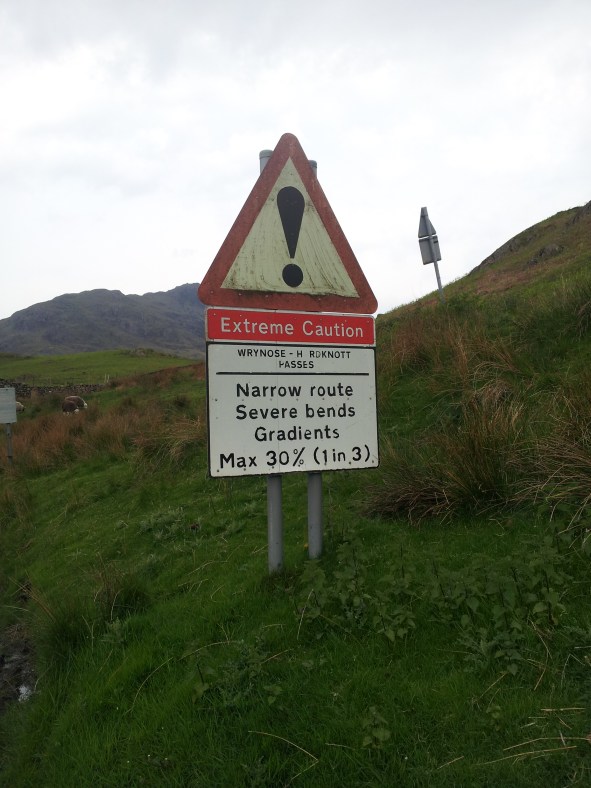 !
Extreme Caution
WRYNOSE - H RDKNOTT
PASSES
Narrow route
Severe bends
Gradients
Max 30% (1 in 3)